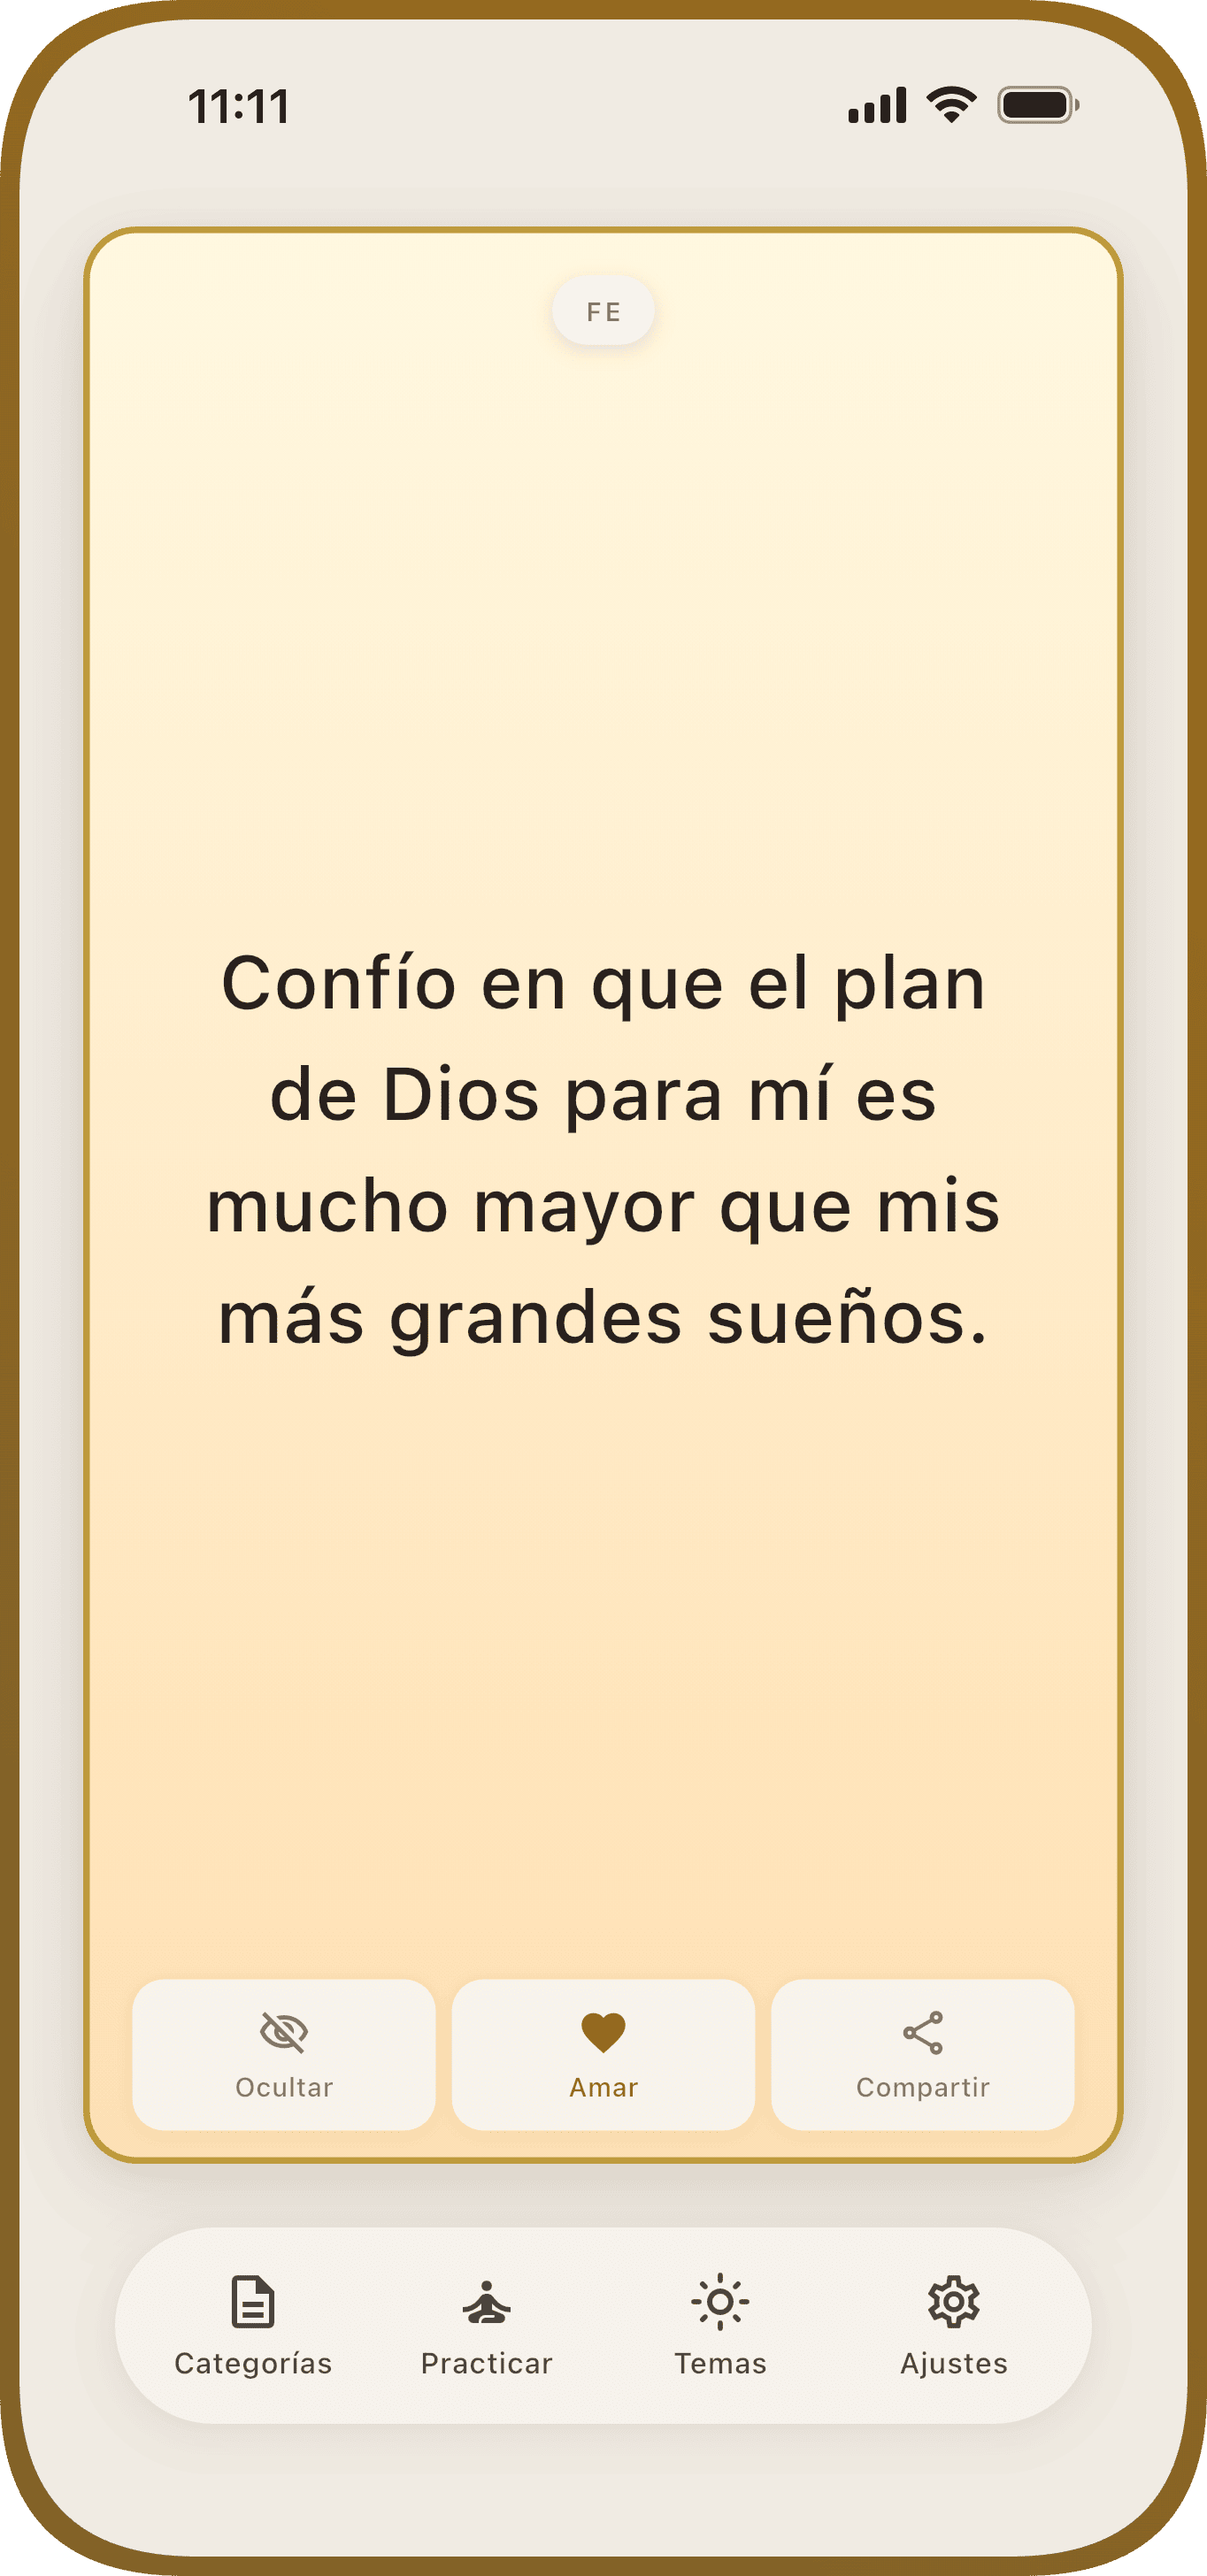 11:11
FE
Confío en que el plan
de Dios para mí es
mucho mayor que mis
más grandes sueños.
Ocultar
Amar
Compartir
Categorías
Practicar
Temas
Ajustes